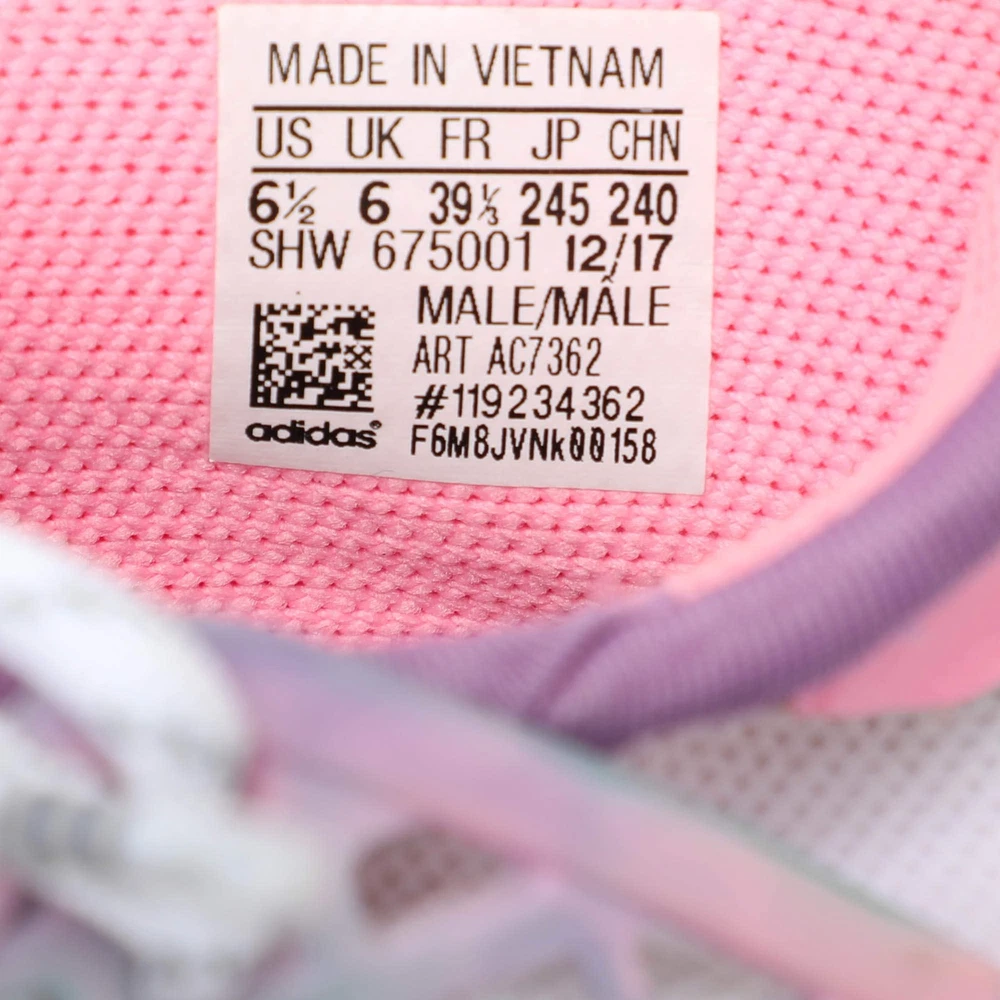 MADE IN VIETNAM
US UK FR JP CHN
6½ 6 39⅓ 245 240
SHW 675001 12/17
MALE/MÂLE
ART AC7362
#119234362
adidas® F6M8JVNk00158